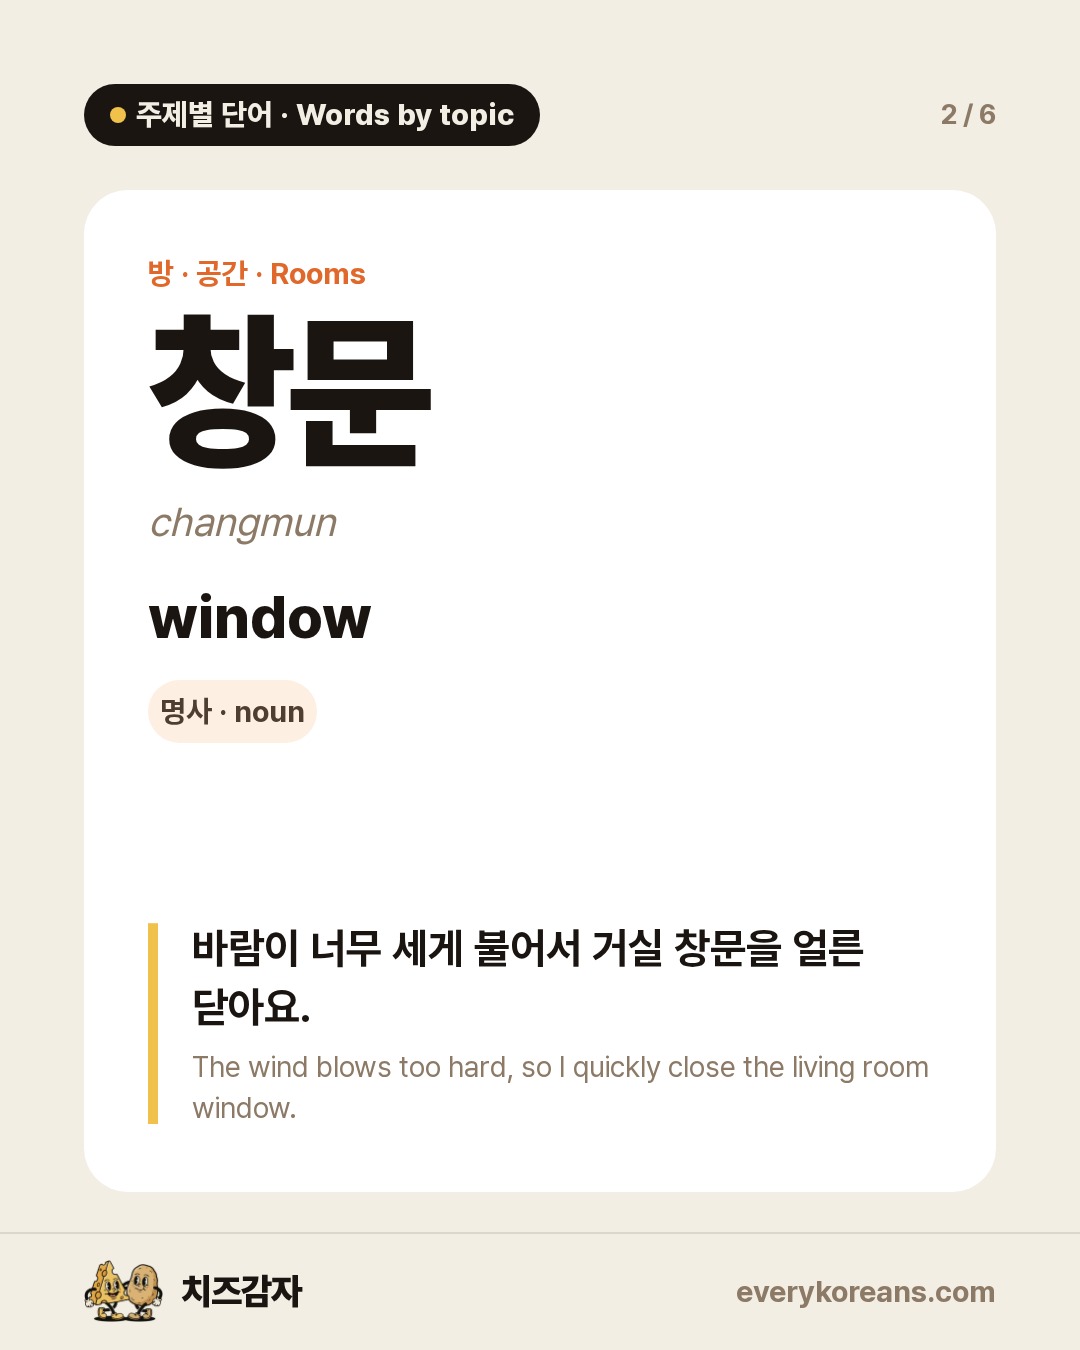 주제별 단어 · Words by topic
2 / 6
방 · 공간 · Rooms
창문
changmun
window
명사 · noun
바람이 너무 세게 불어서 거실 창문을 얼른
닫아요.
The wind blows too hard, so I quickly close the living room
window.
치즈감자
everykoreans.com